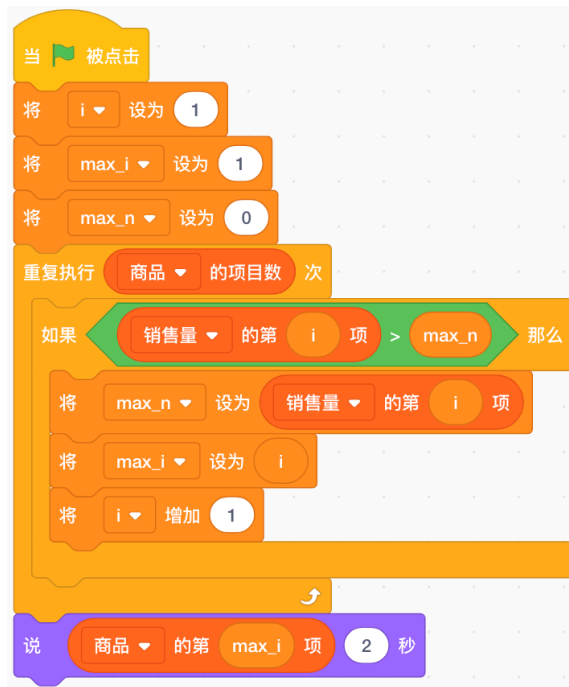 当 被点击
将 i 设为 1
将 max_i 设为 1
将 max_n 设为 0
重复执行 商品 的项目数 次
如果 销售量 的第 i 项 > max_n 那么
将 max_n 设为 销售量 的第 i 项
将 max_i 设为 i
将 i 增加 1
说 商品 的第 max_i 项 2 秒